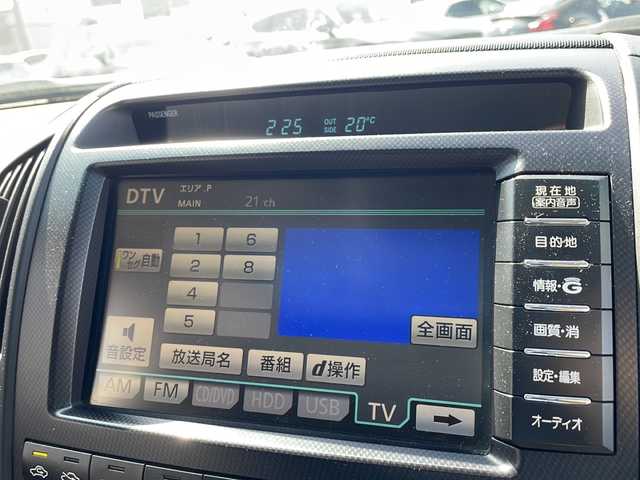 PASSENGER
2:25 OUT SIDE 20°C
DTV エリア.P
MAIN 21 ch
1 6
2 8
4
5
ワンセグ 自動
全画面
音設定
放送局名 番組 d操作
AM FM CD/DVD HDD USB TV
現在地
(案内音声)
目的地
情報・G
画質・消
設定・編集
オーディオ